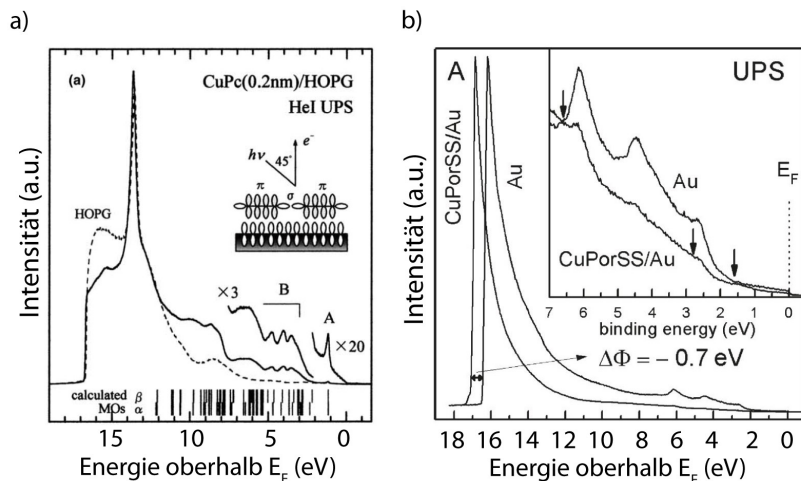 a)
(a)
CuPc(0.2nm)/HOPG
HeI UPS
hν
e⁻
45°
π
σ
π
HOPG
×3
B
A
×20
Intensität (a.u.)
calculated β
MOs α
15
10
5
0
Energie oberhalb E_F (eV)
b)
A
UPS
CuPorSS/Au
Au
Au
E_F
CuPorSS/Au
7 6 5 4 3 2 1 0
binding energy (eV)
ΔΦ = – 0.7 eV
Intensität (a.u.)
18 16 14 12 10 8 6 4 2 0
Energie oberhalb E_F (eV)